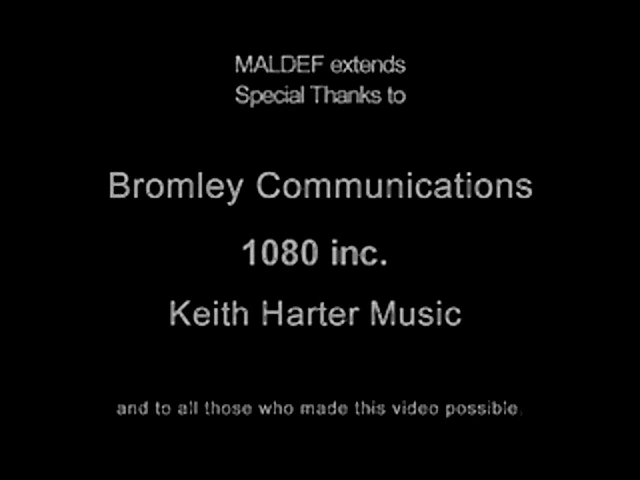 MALDEF extends
Special Thanks to
Bromley Communications
1080 inc.
Keith Harter Music
and to all those who made this video possible.